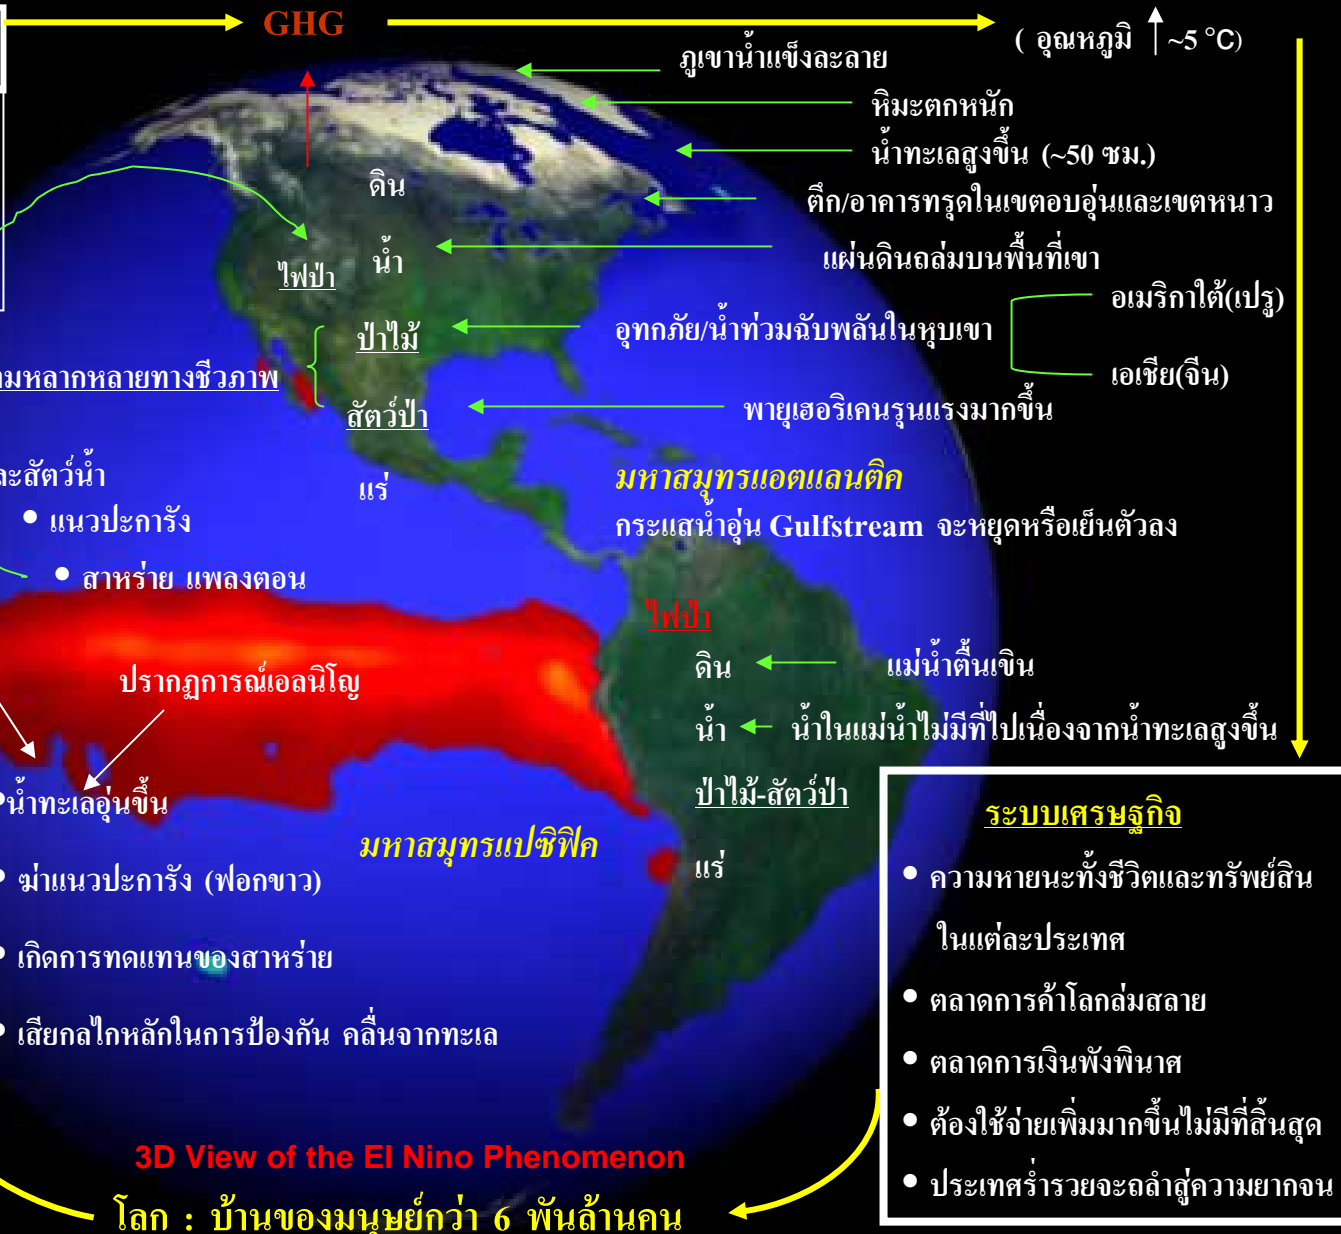 GHG
( อุณหภูมิ ~5 °C)
ภูเขาน้ำแข็งละลาย
หิมะตกหนัก
น้ำทะเลสูงขึ้น (~50 ซม.)
ดิน
ตึก/อาคารทรุดในเขตอบอุ่นและเขตหนาว
น้ำ
แผ่นดินถล่มบนพื้นที่เขา
ไฟป่า
อเมริกาใต้(เปรู)
ป่าไม้
อุทกภัย/น้ำท่วมฉับพลันในหุบเขา
เอเชีย(จีน)
ามหลากหลายทางชีวภาพ
สัตว์ป่า
พายุเฮอริเคนรุนแรงมากขึ้น
ละสัตว์น้ำ
แร่
มหาสมุทรแอตแลนติค
• แนวปะการัง
กระแสน้ำอุ่น Gulfstream จะหยุดหรือเย็นตัวลง
• สาหร่าย แพลงตอน
ไฟป่า
ดิน
แม่น้ำตื้นเขิน
ปรากฏการณ์เอลนิโญ
น้ำ
น้ำในแม่น้ำไม่มีที่ไปเนื่องจากน้ำทะเลสูงขึ้น
•น้ำทะเลอุ่นขึ้น
ป่าไม้-สัตว์ป่า
มหาสมุทรแปซิฟิค
แร่
• ฆ่าแนวปะการัง (ฟอกขาว)
• เกิดการทดแทนของสาหร่าย
• เสียกลไกหลักในการป้องกัน คลื่นจากทะเล
ระบบเศรษฐกิจ
• ความหายนะทั้งชีวิตและทรัพย์สิน
ในแต่ละประเทศ
• ตลาดการค้าโลกล่มสลาย
• ตลาดการเงินพังพินาศ
• ต้องใช้จ่ายเพิ่มมากขึ้นไม่มีที่สิ้นสุด
• ประเทศร่ำรวยจะถลำสู่ความยากจน
3D View of the EI Nino Phenomenon
โลก : บ้านของมนุษย์กว่า 6 พันล้านคน